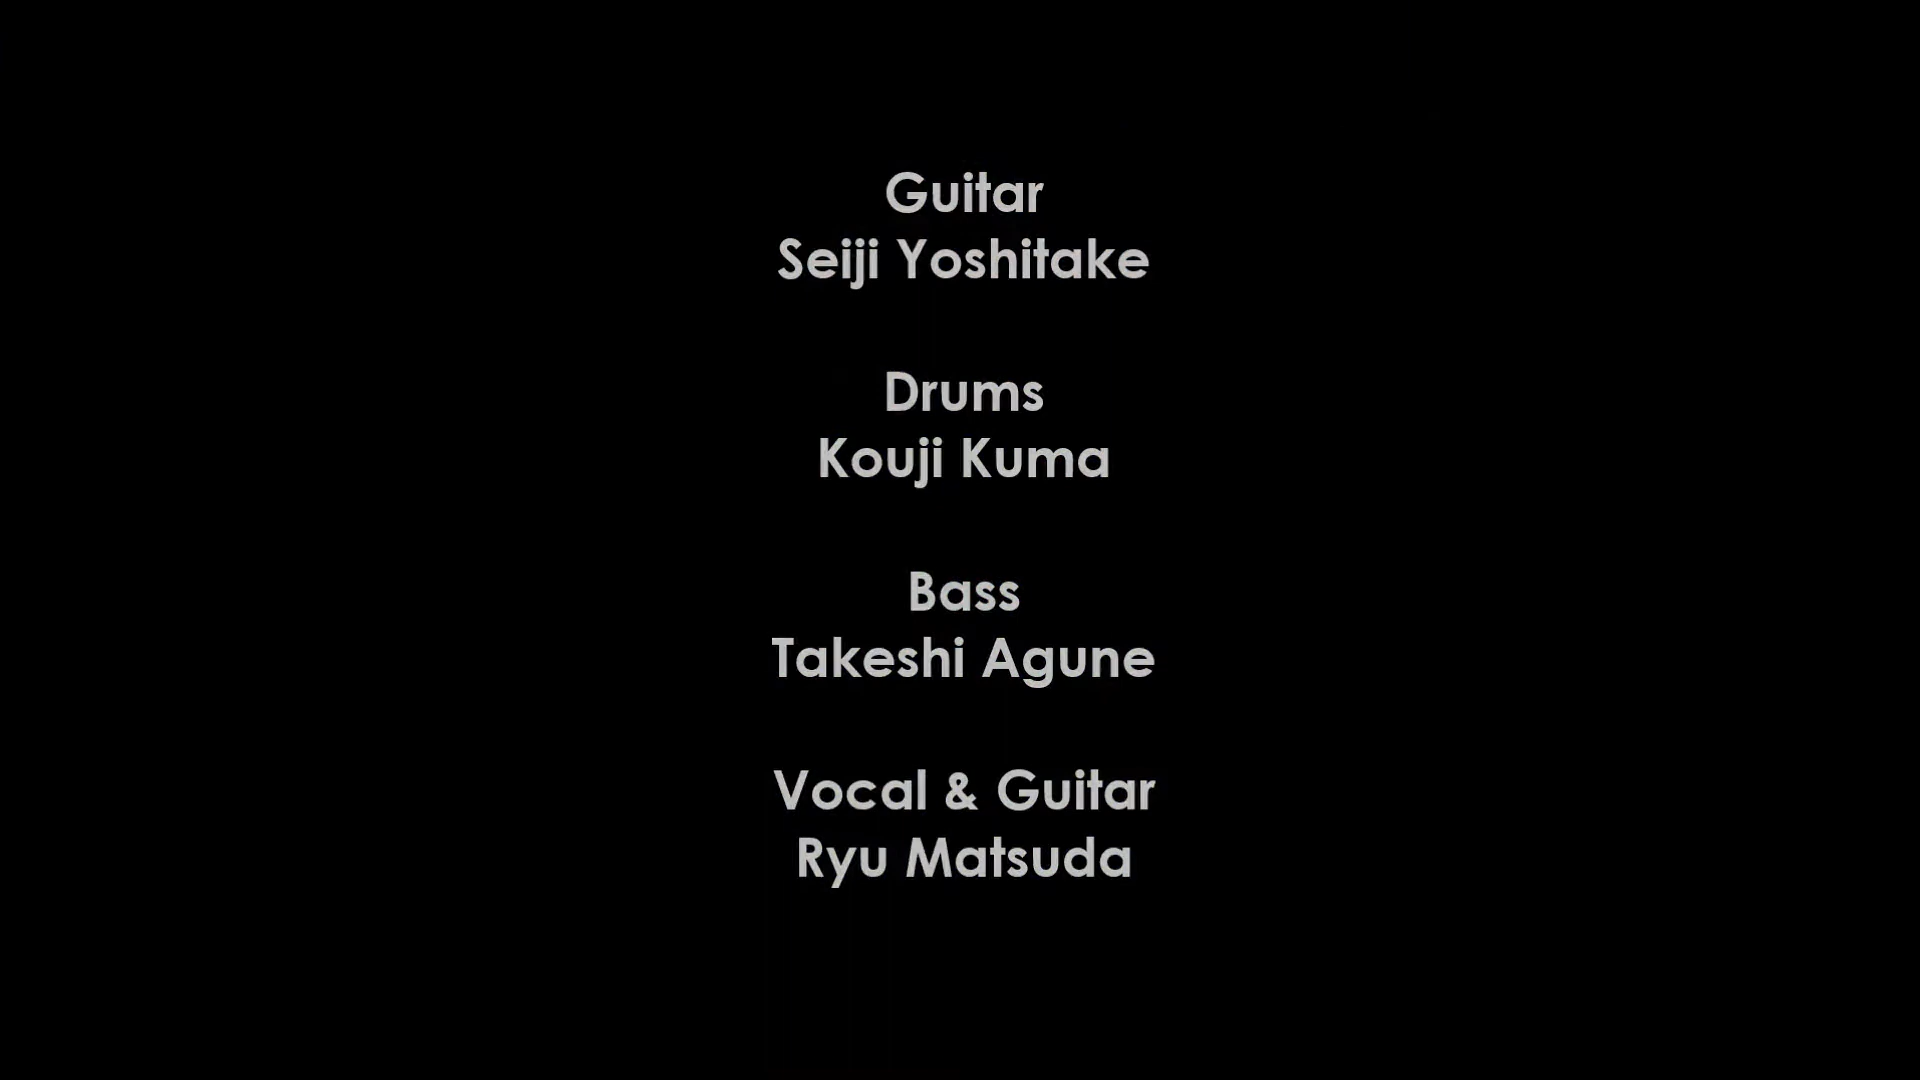 Guitar
Seiji Yoshitake
Drums
Kouji Kuma
Bass
Takeshi Agune
Vocal & Guitar
Ryu Matsuda